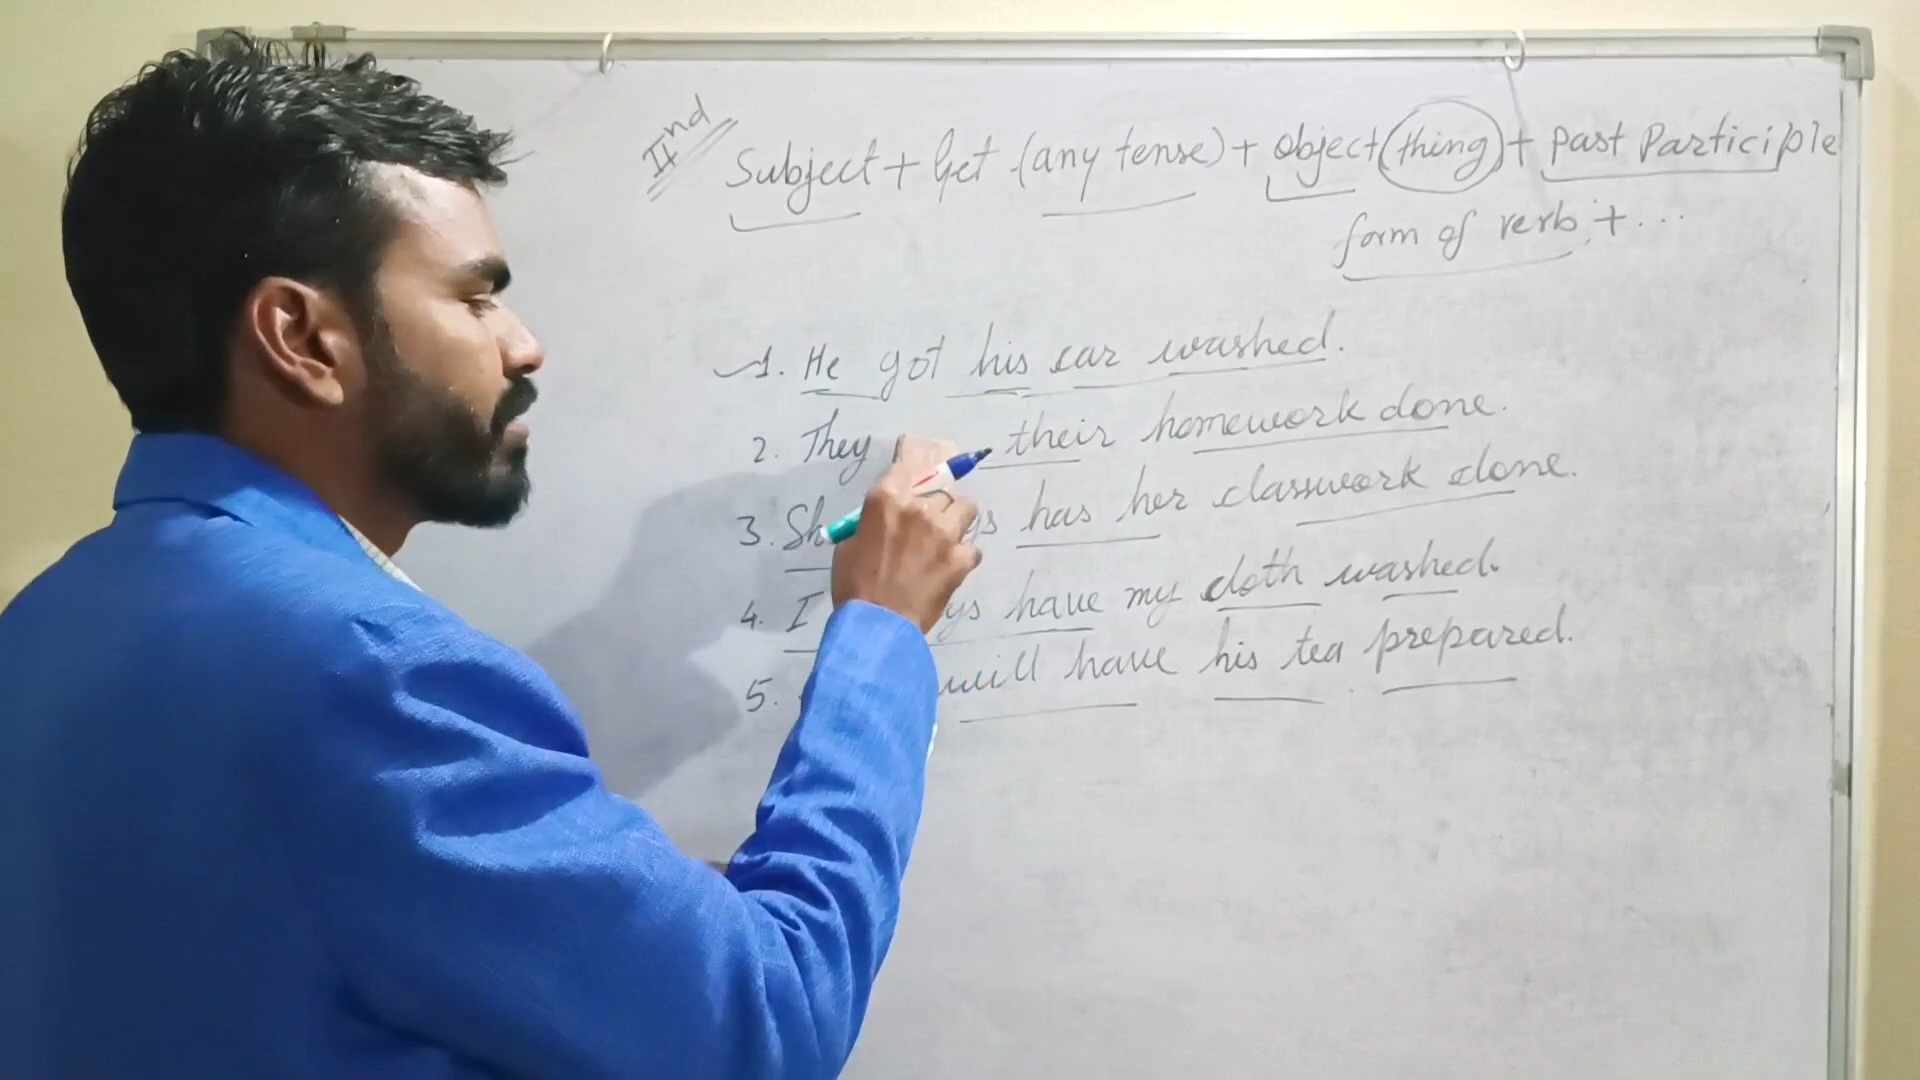 IInd
Subject + Get (any tense) + object (thing) + past Participle
form of verb + ...
1. He got his car washed.
2. They their homework done.
3. has her classwork done.
4. I have my cloth washed.
5. will have his tea prepared.